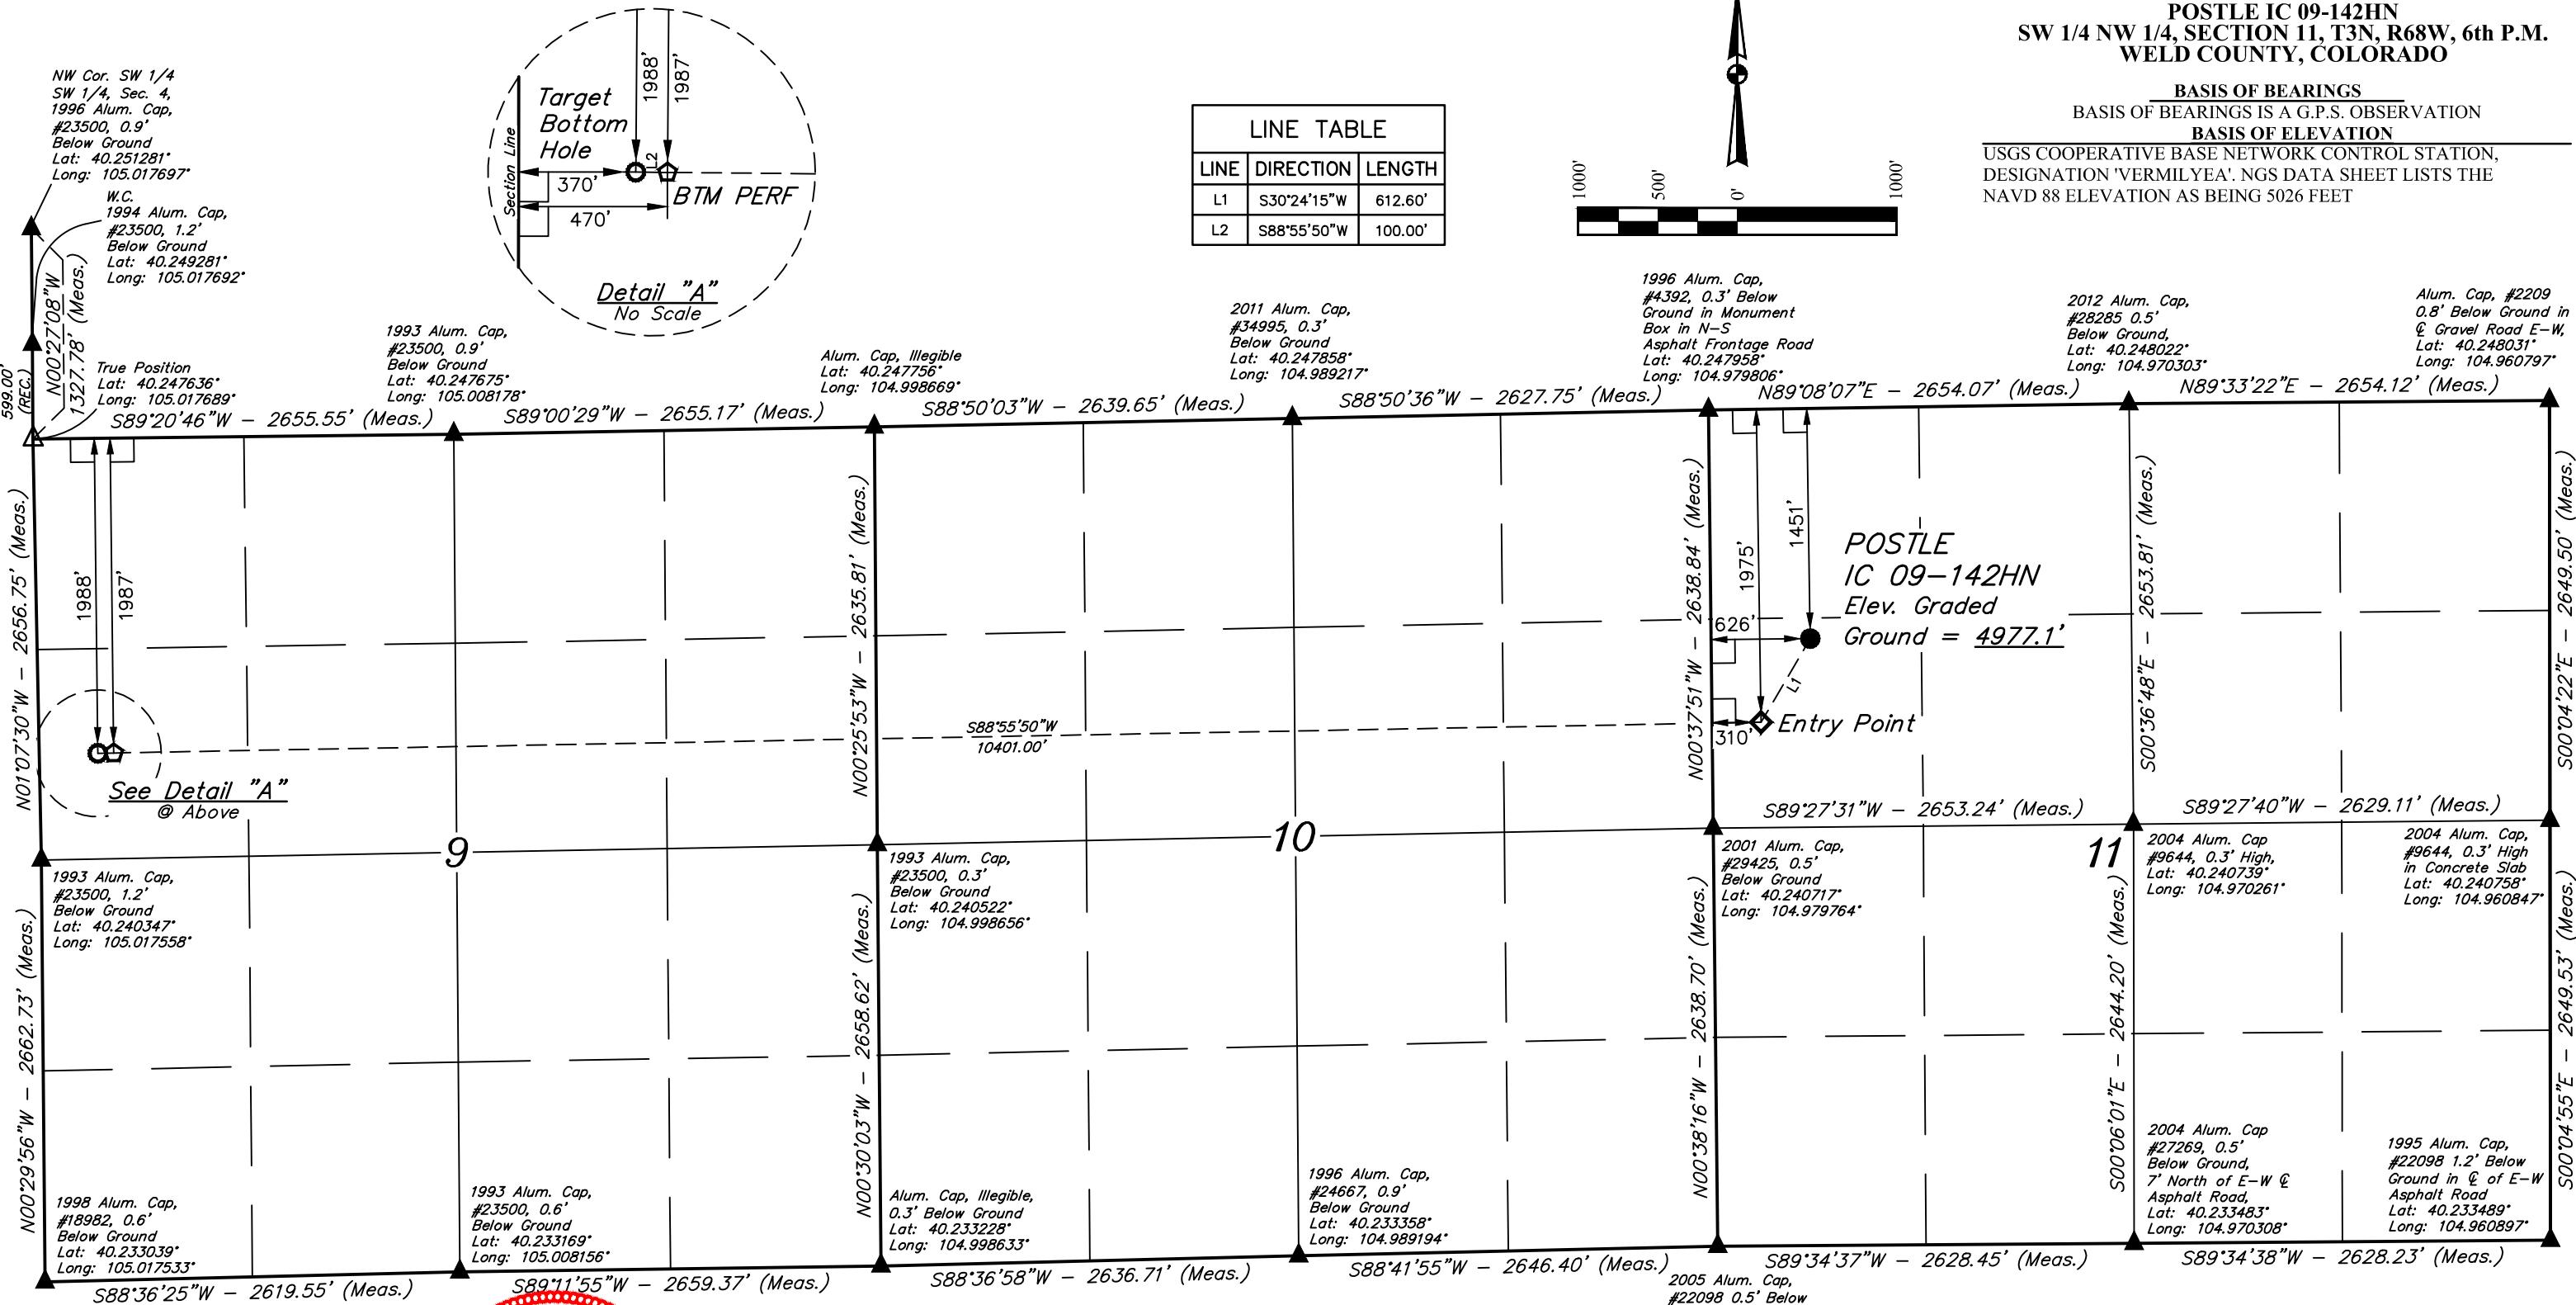 POSTLE IC 09-142HN
SW 1/4 NW 1/4, SECTION 11, T3N, R68W, 6th P.M.
WELD COUNTY, COLORADO
BASIS OF BEARINGS
BASIS OF BEARINGS IS A G.P.S. OBSERVATION
BASIS OF ELEVATION
USGS COOPERATIVE BASE NETWORK CONTROL STATION,
DESIGNATION 'VERMILYEA'. NGS DATA SHEET LISTS THE
NAVD 88 ELEVATION AS BEING 5026 FEET
NW Cor. SW 1/4
SW 1/4, Sec. 4,
1996 Alum. Cap,
#23500, 0.9'
Below Ground
Lat: 40.251281°
Long: 105.017697°
W.C.
1994 Alum. Cap,
#23500, 1.2'
Below Ground
Lat: 40.249281°
Long: 105.017692°
N00°27'08"W
1327.78' (Meas.)
599.00'
(REC.)
True Position
Lat: 40.247636°
Long: 105.017689°
Target
Bottom
Hole
Section Line
1988'
1987'
L2
370'
470'
BTM PERF
Detail "A"
No Scale
LINE TABLE
LINE DIRECTION LENGTH
L1 S30°24'15"W 612.60'
L2 S88°55'50"W 100.00'
1000'
500'
0'
1000'
1993 Alum. Cap,
#23500, 0.9'
Below Ground
Lat: 40.247675°
Long: 105.008178°
Alum. Cap, Illegible
Lat: 40.247756°
Long: 104.998669°
2011 Alum. Cap,
#34995, 0.3'
Below Ground
Lat: 40.247858°
Long: 104.989217°
1996 Alum. Cap,
#4392, 0.3' Below
Ground in Monument
Box in N-S
Asphalt Frontage Road
Lat: 40.247958°
Long: 104.979806°
2012 Alum. Cap,
#28285 0.5'
Below Ground,
Lat: 40.248022°
Long: 104.970303°
Alum. Cap, #2209
0.8' Below Ground in
℄ Gravel Road E-W,
Lat: 40.248031°
Long: 104.960797°
S89°20'46"W - 2655.55' (Meas.)
S89°00'29"W - 2655.17' (Meas.)
S88°50'03"W - 2639.65' (Meas.)
S88°50'36"W - 2627.75' (Meas.)
N89°08'07"E - 2654.07' (Meas.)
N89°33'22"E - 2654.12' (Meas.)
N01°07'30"W - 2656.75' (Meas.)
1988'
1987'
N00°25'53"W - 2635.81' (Meas.)
N00°37'51"W - 2638.84' (Meas.)
1975'
1451'
626'
POSTLE
IC 09-142HN
Elev. Graded
Ground = 4977.1'
L1
310'
Entry Point
S00°36'48"E - 2653.81' (Meas.)
S00°04'22"E - 2649.50' (Meas.)
S88°55'50"W
10401.00'
See Detail "A"
@ Above
S89°27'31"W - 2653.24' (Meas.)
S89°27'40"W - 2629.11' (Meas.)
9
10
11
1993 Alum. Cap,
#23500, 1.2'
Below Ground
Lat: 40.240347°
Long: 105.017558°
1993 Alum. Cap,
#23500, 0.3'
Below Ground
Lat: 40.240522°
Long: 104.998656°
2001 Alum. Cap,
#29425, 0.5'
Below Ground
Lat: 40.240717°
Long: 104.979764°
2004 Alum. Cap
#9644, 0.3' High,
Lat: 40.240739°
Long: 104.970261°
2004 Alum. Cap,
#9644, 0.3' High
in Concrete Slab
Lat: 40.240758°
Long: 104.960847°
N00°29'56"W - 2662.73' (Meas.)
N00°30'03"W - 2658.62' (Meas.)
N00°38'16"W - 2638.70' (Meas.)
S00°06'01"E - 2644.20' (Meas.)
S00°04'55"E - 2649.53' (Meas.)
1998 Alum. Cap,
#18982, 0.6'
Below Ground
Lat: 40.233039°
Long: 105.017533°
1993 Alum. Cap,
#23500, 0.6'
Below Ground
Lat: 40.233169°
Long: 105.008156°
Alum. Cap, Illegible,
0.3' Below Ground
Lat: 40.233228°
Long: 104.998633°
1996 Alum. Cap,
#24667, 0.9'
Below Ground
Lat: 40.233358°
Long: 104.989194°
2004 Alum. Cap
#27269, 0.5'
Below Ground,
7' North of E-W ℄
Asphalt Road,
Lat: 40.233483°
Long: 104.970308°
1995 Alum. Cap,
#22098 1.2' Below
Ground in ℄ of E-W
Asphalt Road
Lat: 40.233489°
Long: 104.960897°
S88°36'25"W - 2619.55' (Meas.)
S89°11'55"W - 2659.37' (Meas.)
S88°36'58"W - 2636.71' (Meas.)
S88°41'55"W - 2646.40' (Meas.)
S89°34'37"W - 2628.45' (Meas.)
S89°34'38"W - 2628.23' (Meas.)
2005 Alum. Cap,
#22098 0.5' Below